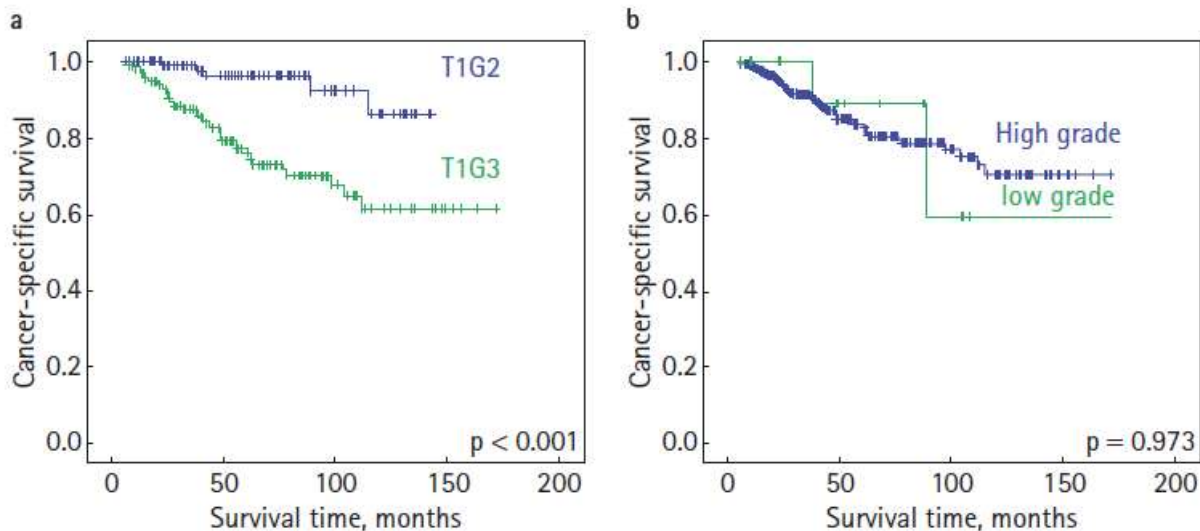 a
Cancer-specific survival
1.0
0.8
0.6
0.4
0.2
0.0
T1G2
T1G3
p < 0.001
0 50 100 150 200
Survival time, months
b
Cancer-specific survival
1.0
0.8
0.6
0.4
0.2
0.0
High grade
low grade
p = 0.973
0 50 100 150 200
Survival time, months